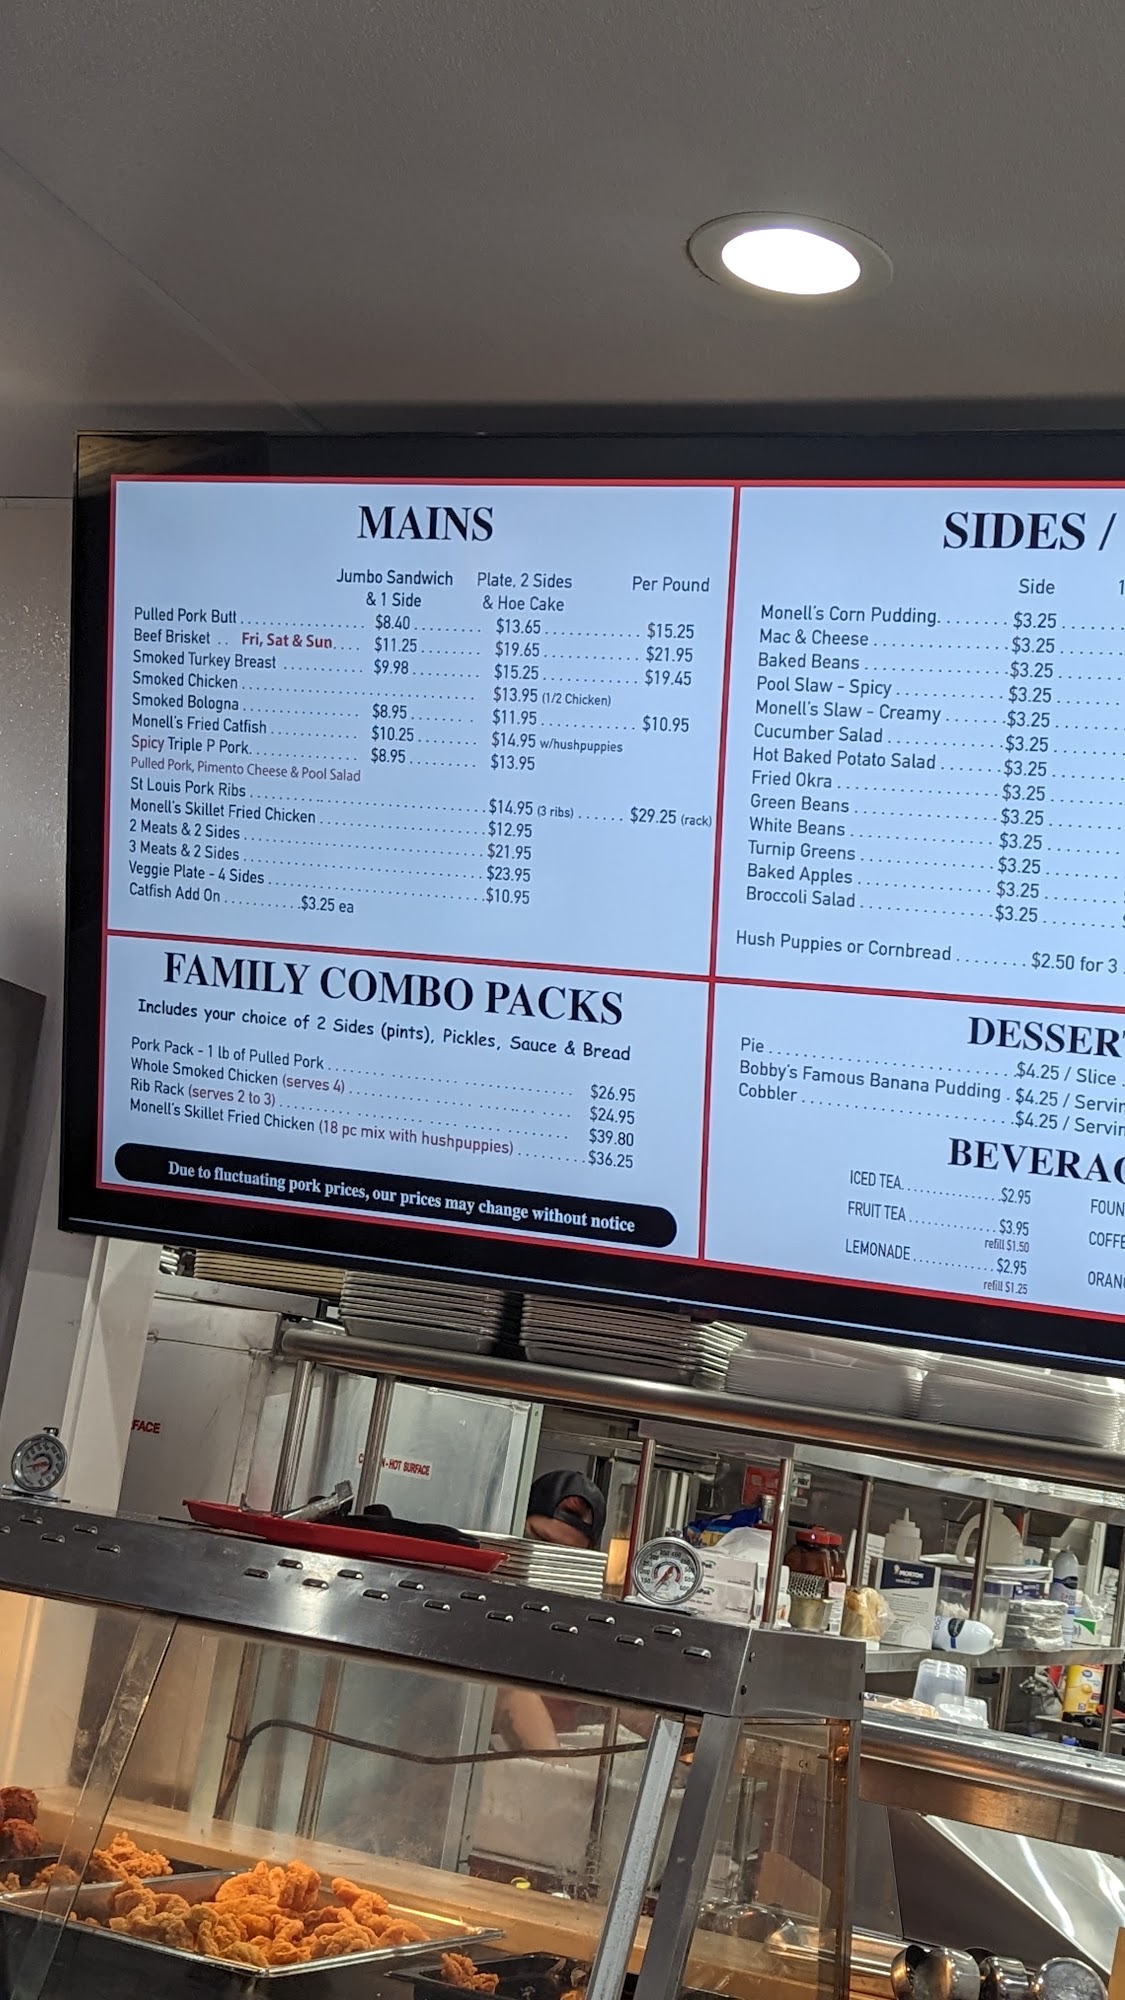 MAINS
Jumbo Sandwich & 1 Side   Plate, 2 Sides & Hoe Cake   Per Pound
Pulled Pork Butt $8.40 $13.65 $15.25
Beef Brisket Fri, Sat & Sun $11.25 $19.65 $21.95
Smoked Turkey Breast $9.98 $15.25 $19.45
Smoked Chicken $13.95 (1/2 Chicken)
Smoked Bologna $8.95 $11.95 $10.95
Monell's Fried Catfish $10.25 $14.95 w/hushpuppies
Spicy Triple P Pork $8.95 $13.95
Pulled Pork, Pimento Cheese & Pool Salad
St Louis Pork Ribs $14.95 (3 ribs) $29.25 (rack)
Monell's Skillet Fried Chicken $12.95
2 Meats & 2 Sides $21.95
3 Meats & 2 Sides $23.95
Veggie Plate - 4 Sides $10.95
Catfish Add On $3.25 ea
FAMILY COMBO PACKS
Includes your choice of 2 Sides (pints), Pickles, Sauce & Bread
Pork Pack - 1 lb of Pulled Pork $26.95
Whole Smoked Chicken (serves 4) $24.95
Rib Rack (serves 2 to 3) $39.80
Monell's Skillet Fried Chicken (18 pc mix with hushpuppies) $36.25
Due to fluctuating pork prices, our prices may change without notice
SIDES /
Side 1
Monell's Corn Pudding $3.25
Mac & Cheese $3.25
Baked Beans $3.25
Pool Slaw - Spicy $3.25
Monell's Slaw - Creamy $3.25
Cucumber Salad $3.25
Hot Baked Potato Salad $3.25
Fried Okra $3.25
Green Beans $3.25
White Beans $3.25
Turnip Greens $3.25
Baked Apples $3.25
Broccoli Salad $3.25
Hush Puppies or Cornbread $2.50 for 3
DESSERT
Pie $4.25 / Slice
Bobby's Famous Banana Pudding $4.25 / Servin
Cobbler $4.25 / Servin
BEVERAG
ICED TEA $2.95
FRUIT TEA $3.95
refill $1.50
LEMONADE $2.95
refill $1.25
FOUN
COFFE
ORAN
FACE
N-HOT SURFACE
MORTON